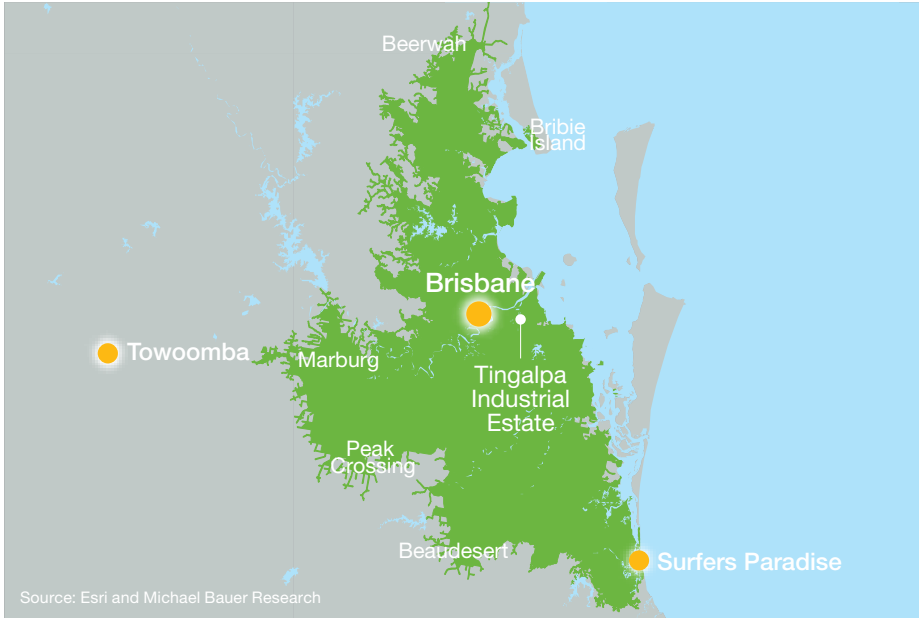 Beerwah
Bribie
Island
Brisbane
Towoomba
Marburg
Tingalpa
Industrial
Estate
Peak
Crossing
Beaudesert
Surfers Paradise
Source: Esri and Michael Bauer Research